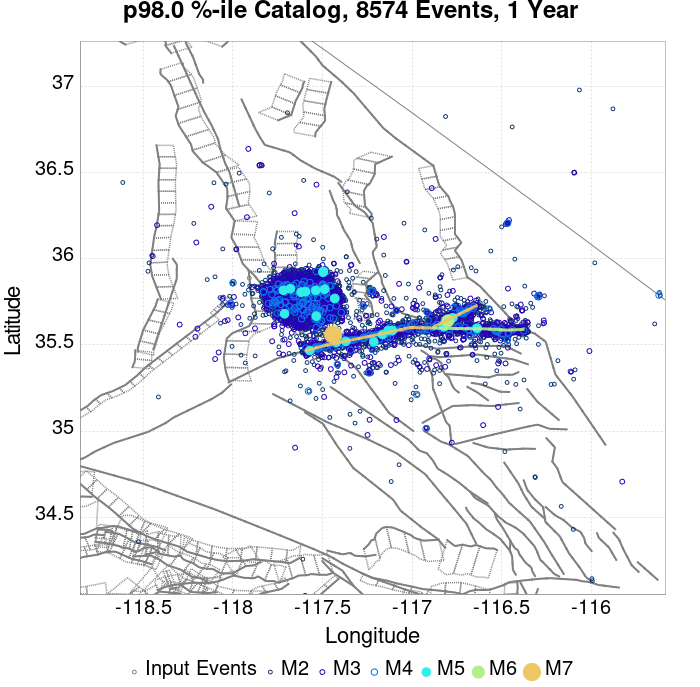 p98.0 %-ile Catalog, 8574 Events, 1 Year
37
36.5
36
35.5
35
34.5
Latitude
-118.5 -118 -117.5 -117 -116.5 -116
Longitude
Input Events M2 M3 M4 M5 M6 M7